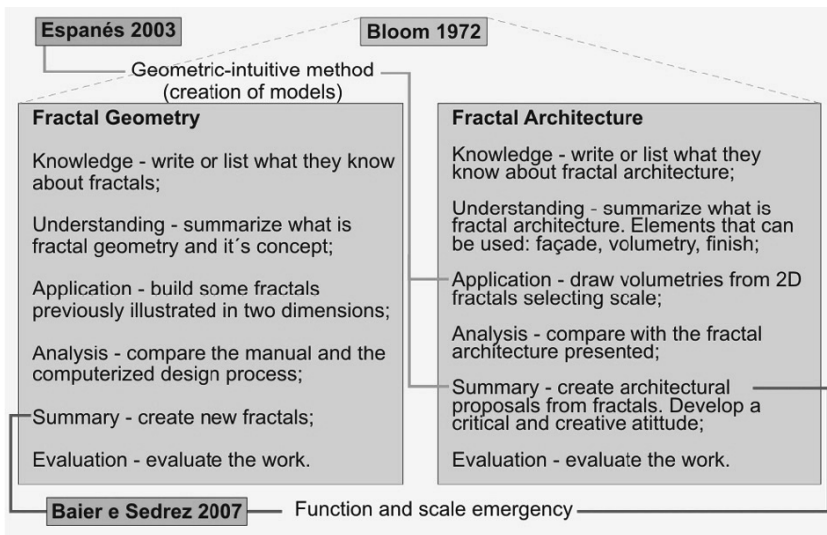 Espanés 2003
Bloom 1972
Geometric-intuitive method
(creation of models)
Fractal Geometry
Knowledge - write or list what they know
about fractals;
Understanding - summarize what is
fractal geometry and it´s concept;
Application - build some fractals
previously illustrated in two dimensions;
Analysis - compare the manual and the
computerized design process;
Summary - create new fractals;
Evaluation - evaluate the work.
Fractal Architecture
Knowledge - write or list what they
know about fractal architecture;
Understanding - summarize what is
fractal architecture. Elements that can
be used: façade, volumetry, finish;
Application - draw volumetries from 2D
fractals selecting scale;
Analysis - compare with the fractal
architecture presented;
Summary - create architectural
proposals from fractals. Develop a
critical and creative atittude;
Evaluation - evaluate the work.
Baier e Sedrez 2007
Function and scale emergency